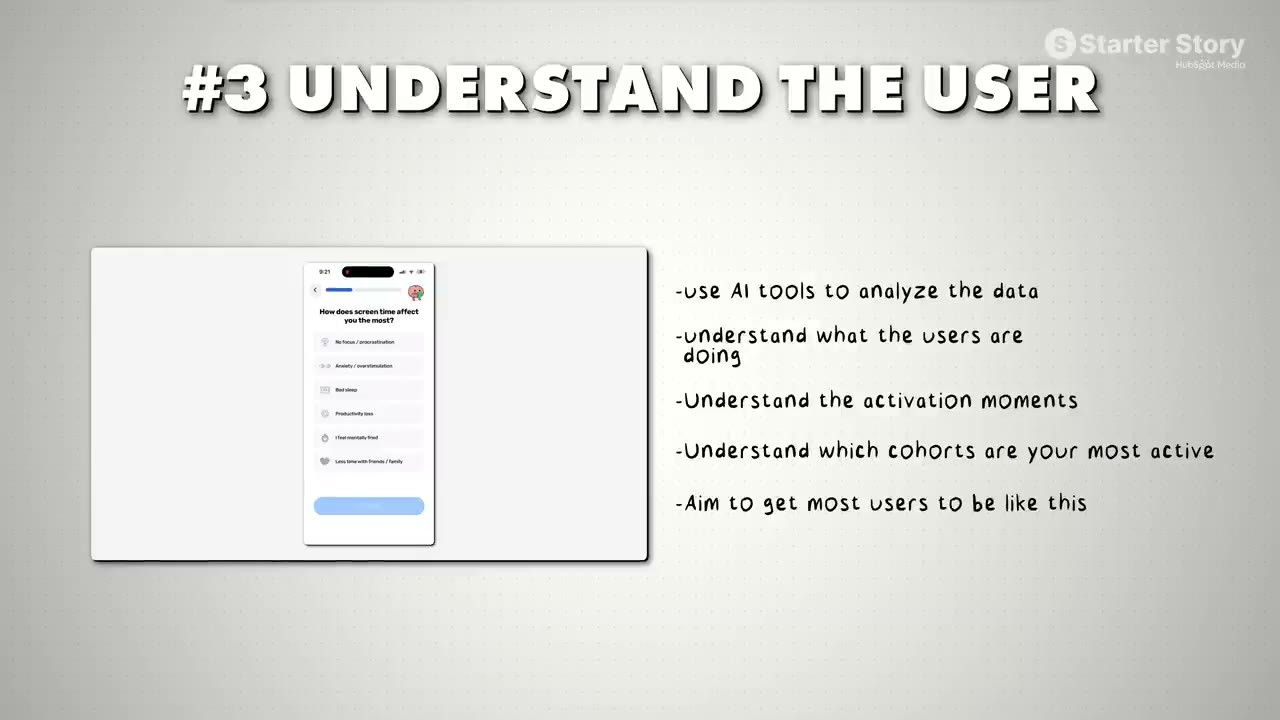 Starter Story
HubSpot Media
#3 UNDERSTAND THE USER
9:21
How does screen time affect
you the most?
No focus / procrastination
Anxiety / overstimulation
Bad sleep
Productivity loss
I feel mentally fried
Less time with friends / family
-use AI tools to analyze the data
-understand what the users are
doing
-Understand the activation moments
-Understand which cohorts are your most active
-Aim to get most users to be like this